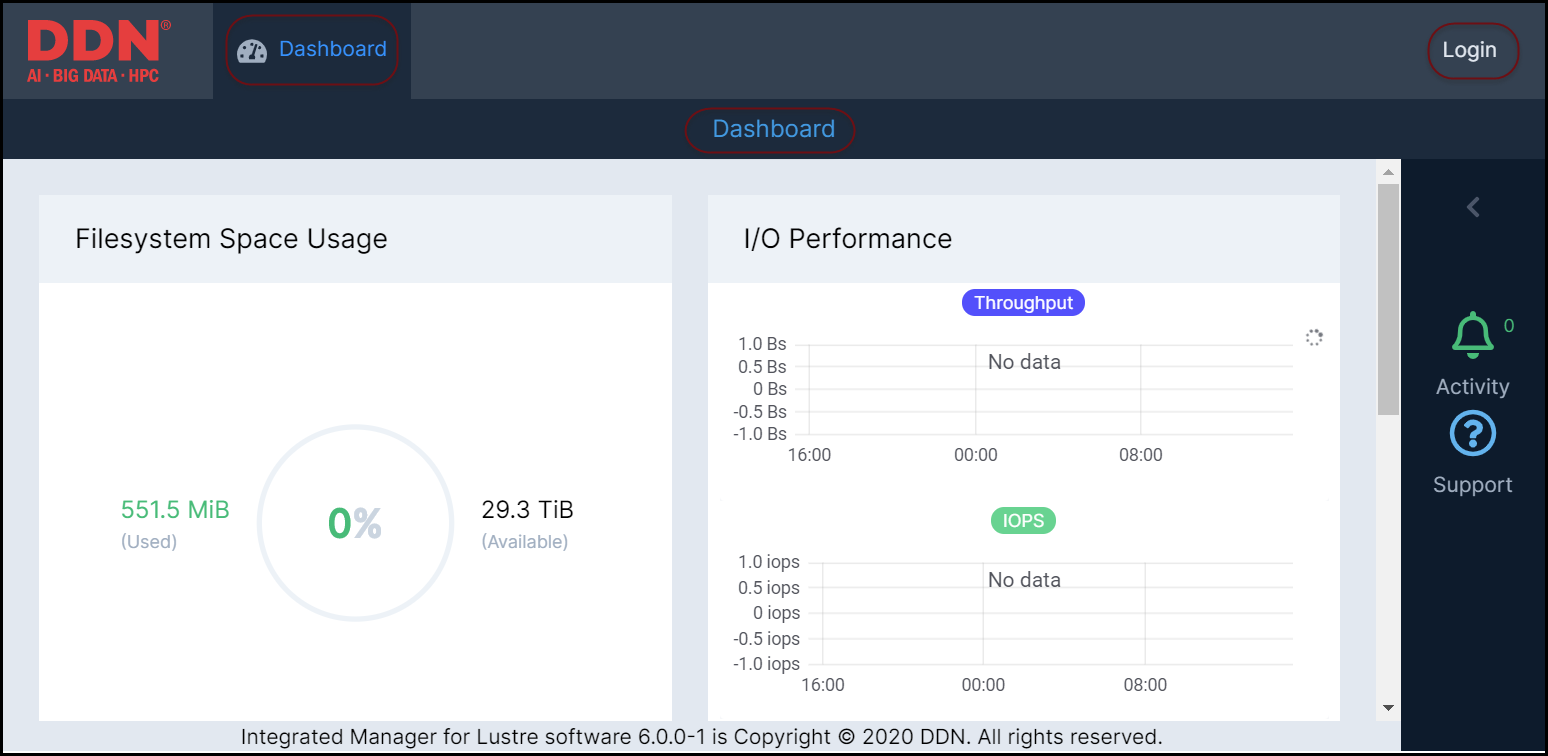 DDN®
AI · BIG DATA · HPC
Dashboard
Login
Dashboard
Filesystem Space Usage
551.5 MiB
(Used)
0%
29.3 TiB
(Available)
I/O Performance
Throughput
1.0 Bs
0.5 Bs
0 Bs
-0.5 Bs
-1.0 Bs
No data
16:00 00:00 08:00
IOPS
1.0 iops
0.5 iops
0 iops
-0.5 iops
-1.0 iops
No data
16:00 00:00 08:00
0
Activity
?
Support
Integrated Manager for Lustre software 6.0.0-1 is Copyright © 2020 DDN. All rights reserved.